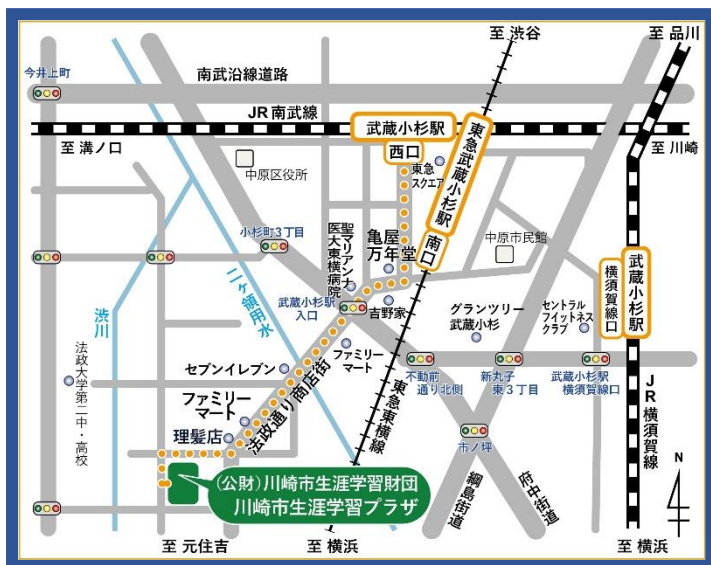 至 渋谷
至 品川
今井上町
南武沿線道路
JR南武線
武蔵小杉駅
西口
至 溝ノ口
至 川崎
東急武蔵小杉駅
南口
東急
スクエア
中原区役所
小杉町3丁目
聖マリアンナ
医大東横病院
亀屋
万年堂
中原市民館
武蔵小杉駅
横須賀線口
二ヶ領用水
渋川
武蔵小杉駅
入口
吉野家
グランツリー
武蔵小杉
セントラル
フィットネス
クラブ
セブンイレブン
ファミリー
マート
不動前
通り北側
新丸子
東3丁目
武蔵小杉駅
横須賀線口
法政大学第二中・高校
ファミリー
マート
法政通り商店街
東急東横線
JR横須賀線
理髪店
市ノ坪
(公財)川崎市生涯学習財団
川崎市生涯学習プラザ
綱島街道
府中街道
N
至 元住吉
至 横浜
至 横浜